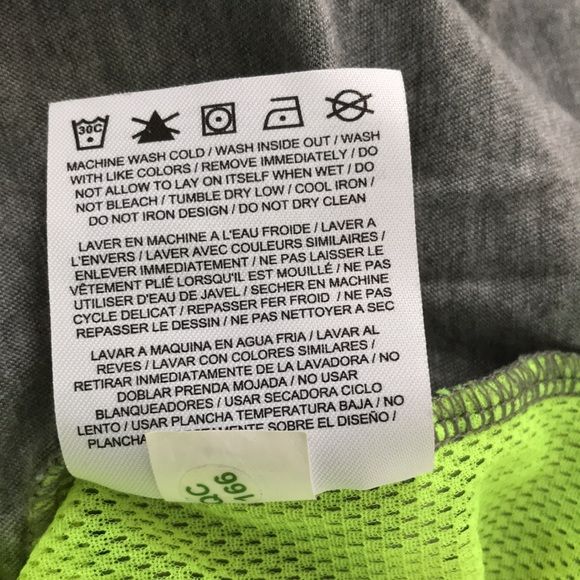 30C
MACHINE WASH COLD / WASH INSIDE OUT / WASH
WITH LIKE COLORS / REMOVE IMMEDIATELY / DO
NOT ALLOW TO LAY ON ITSELF WHEN WET / DO
NOT BLEACH / TUMBLE DRY LOW / COOL IRON /
DO NOT IRON DESIGN / DO NOT DRY CLEAN
LAVER EN MACHINE A L'EAU FROIDE / LAVER A
L'ENVERS / LAVER AVEC COULEURS SIMILAIRES /
ENLEVER IMMEDIATEMENT / NE PAS LAISSER LE
VÊTEMENT PLIÉ LORSQU'IL EST MOUILLÉ / NE PAS
UTILISER D'EAU DE JAVEL / SECHER EN MACHINE
CYCLE DELICAT / REPASSER FER FROID / NE PAS
REPASSER LE DESSIN / NE PAS NETTOYER A SEC
LAVAR A MAQUINA EN AGUA FRIA / LAVAR AL
REVES / LAVAR CON COLORES SIMILARES /
RETIRAR INMEDIATAMENTE DE LA LAVADORA / NO
DOBLAR PRENDA MOJADA / NO USAR
BLANQUEADORES / USAR SECADORA CICLO
LENTO / USAR PLANCHA TEMPERATURA BAJA / NO
SOBRE EL DISEÑO /
QC
166